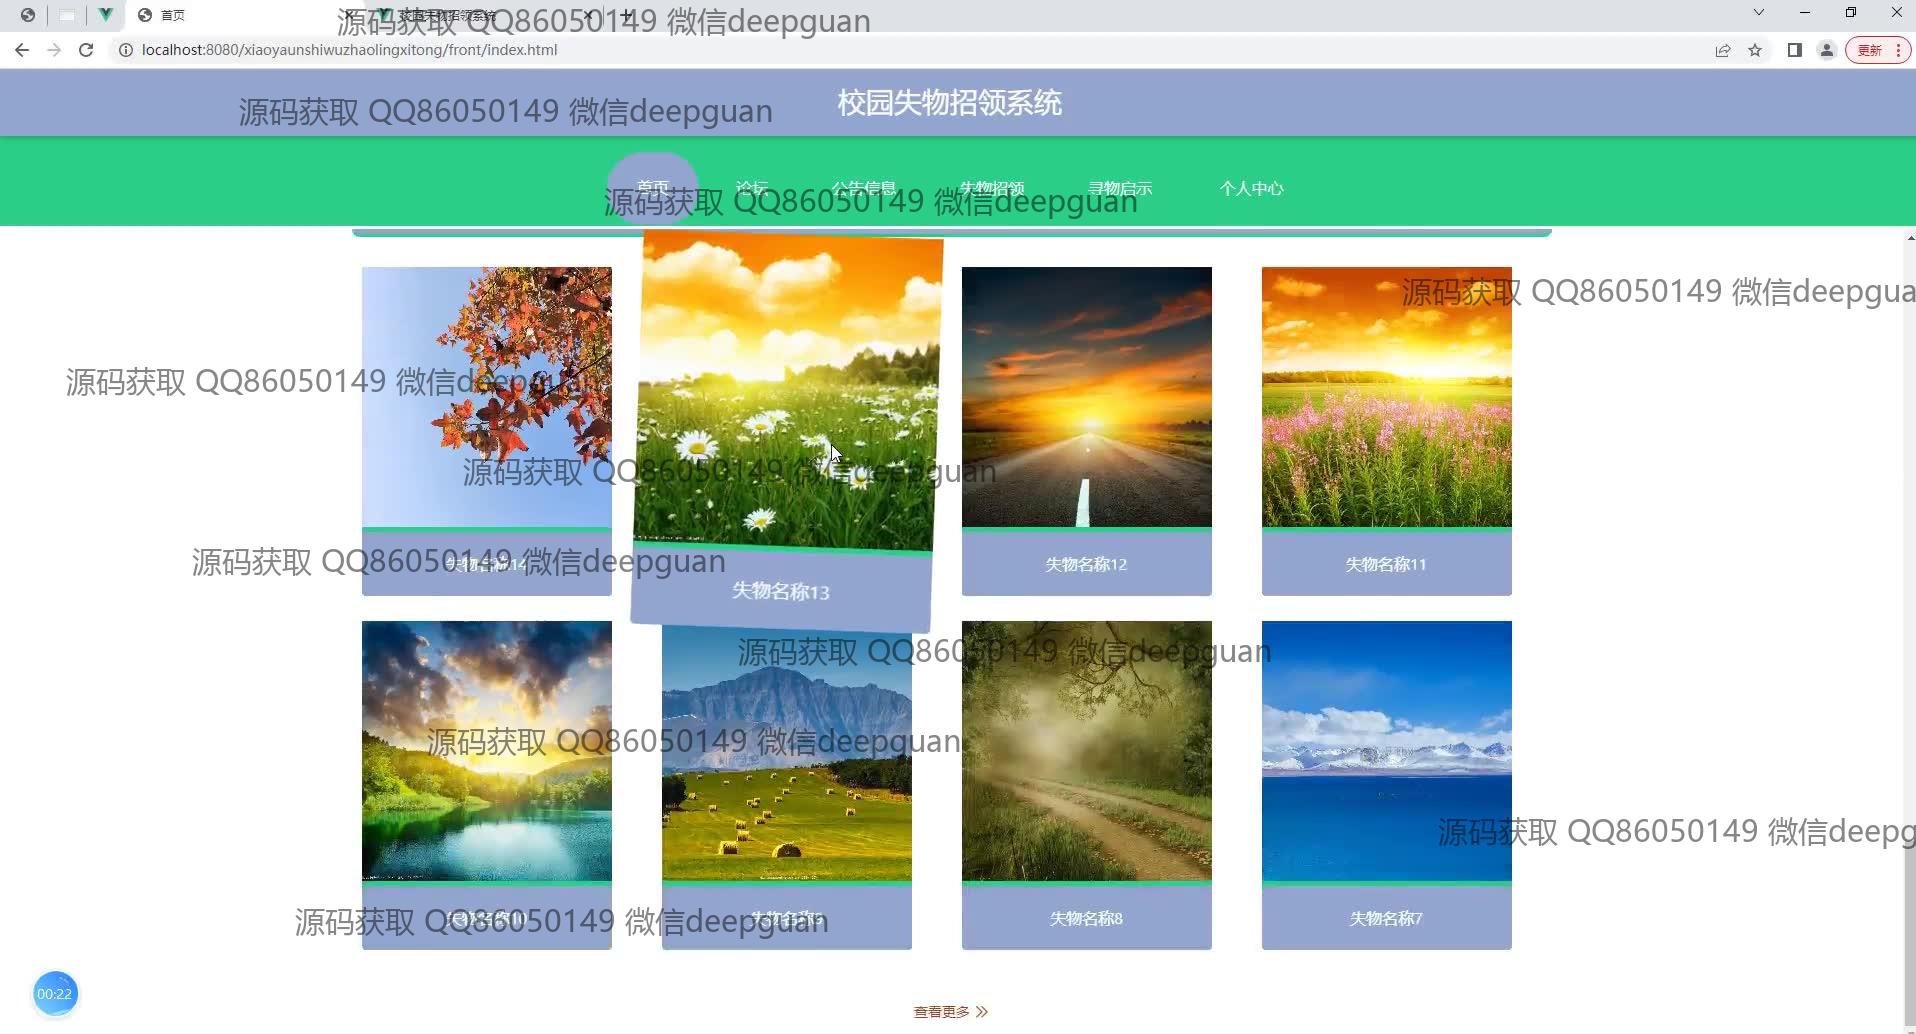 首页
校园失物招领系统
源码获取 QQ86050149 微信deepguan
localhost:8080/xiaoyaunshiwuzhaolingxitong/front/index.html
更新
源码获取 QQ86050149 微信deepguan
校园失物招领系统
首页 论坛 公告信息 失物招领 寻物启示 个人中心
源码获取 QQ86050149 微信deepguan
源码获取 QQ86050149 微信deepgua
源码获取 QQ86050149 微信deepguan
源码获取 QQ86050149 微信deepguan
失物名称14 失物名称13 失物名称12 失物名称11
源码获取 QQ86050149 微信deepguan
源码获取 QQ86050149 微信deepguan
源码获取 QQ86050149 微信deepguan
源码获取 QQ86050149 微信deepg
失物名称10 失物名称9 失物名称8 失物名称7
源码获取 QQ86050149 微信deepguan
00:22
查看更多